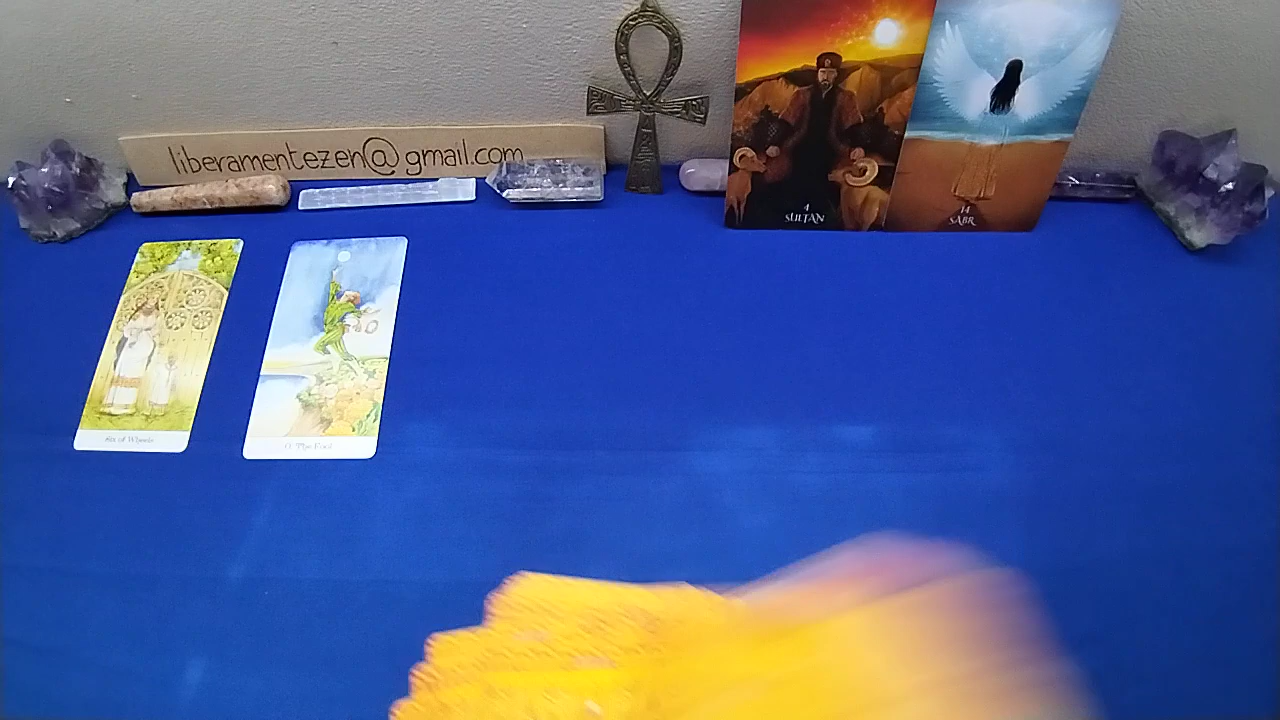 liberamentezen@gmail.com
4
SULTAN
14
SABR
Six of Wheels
0 The Fool